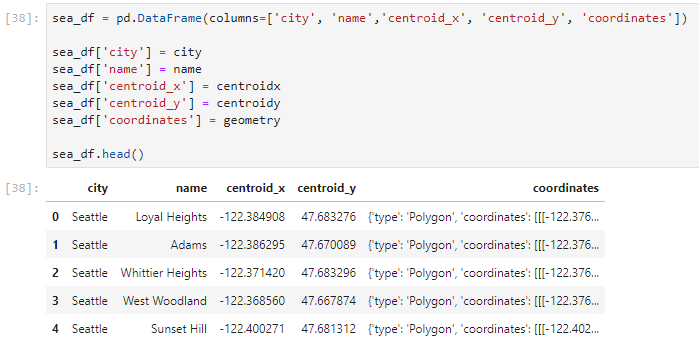 [38]: sea_df = pd.DataFrame(columns=['city', 'name','centroid_x', 'centroid_y', 'coordinates'])
sea_df['city'] = city
sea_df['name'] = name
sea_df['centroid_x'] = centroidx
sea_df['centroid_y'] = centroidy
sea_df['coordinates'] = geometry
sea_df.head()
[38]: city name centroid_x centroid_y coordinates
0 Seattle Loyal Heights -122.384908 47.683276 {'type': 'Polygon', 'coordinates': [[[-122.376...
1 Seattle Adams -122.386295 47.670089 {'type': 'Polygon', 'coordinates': [[[-122.376...
2 Seattle Whittier Heights -122.371420 47.683296 {'type': 'Polygon', 'coordinates': [[[-122.376...
3 Seattle West Woodland -122.368560 47.667874 {'type': 'Polygon', 'coordinates': [[[-122.376...
4 Seattle Sunset Hill -122.400271 47.681312 {'type': 'Polygon', 'coordinates': [[[-122.402...